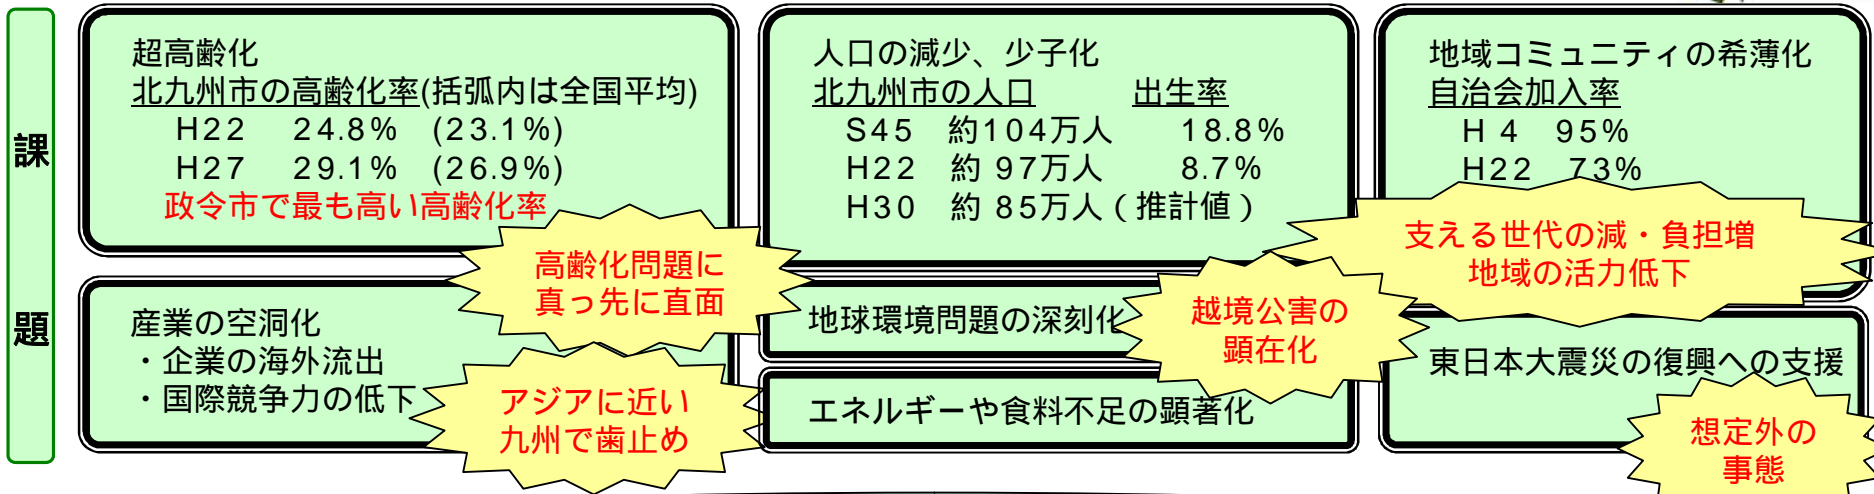 課題
超高齢化
北九州市の高齢化率(括弧内は全国平均)
H22 24.8% (23.1%)
H27 29.1% (26.9%)
政令市で最も高い高齢化率
高齢化問題に
真っ先に直面
人口の減少、少子化
北九州市の人口 出生率
S45 約104万人 18.8%
H22 約 97万人 8.7%
H30 約 85万人(推計値)
地域コミュニティの希薄化
自治会加入率
H 4 95%
H22 73%
支える世代の減・負担増
地域の活力低下
産業の空洞化
・企業の海外流出
・国際競争力の低下
アジアに近い
九州で歯止め
地球環境問題の深刻化
越境公害の
顕在化
エネルギーや食料不足の顕著化
東日本大震災の復興への支援
想定外の
事態